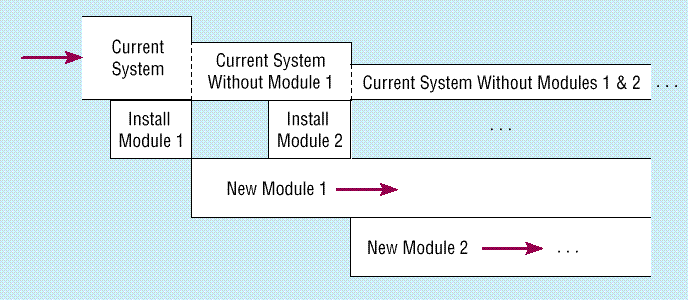 Current
System
Current System
Without Module 1
Current System Without Modules 1 & 2 ...
Install
Module 1
Install
Module 2
...
New Module 1
New Module 2 ...